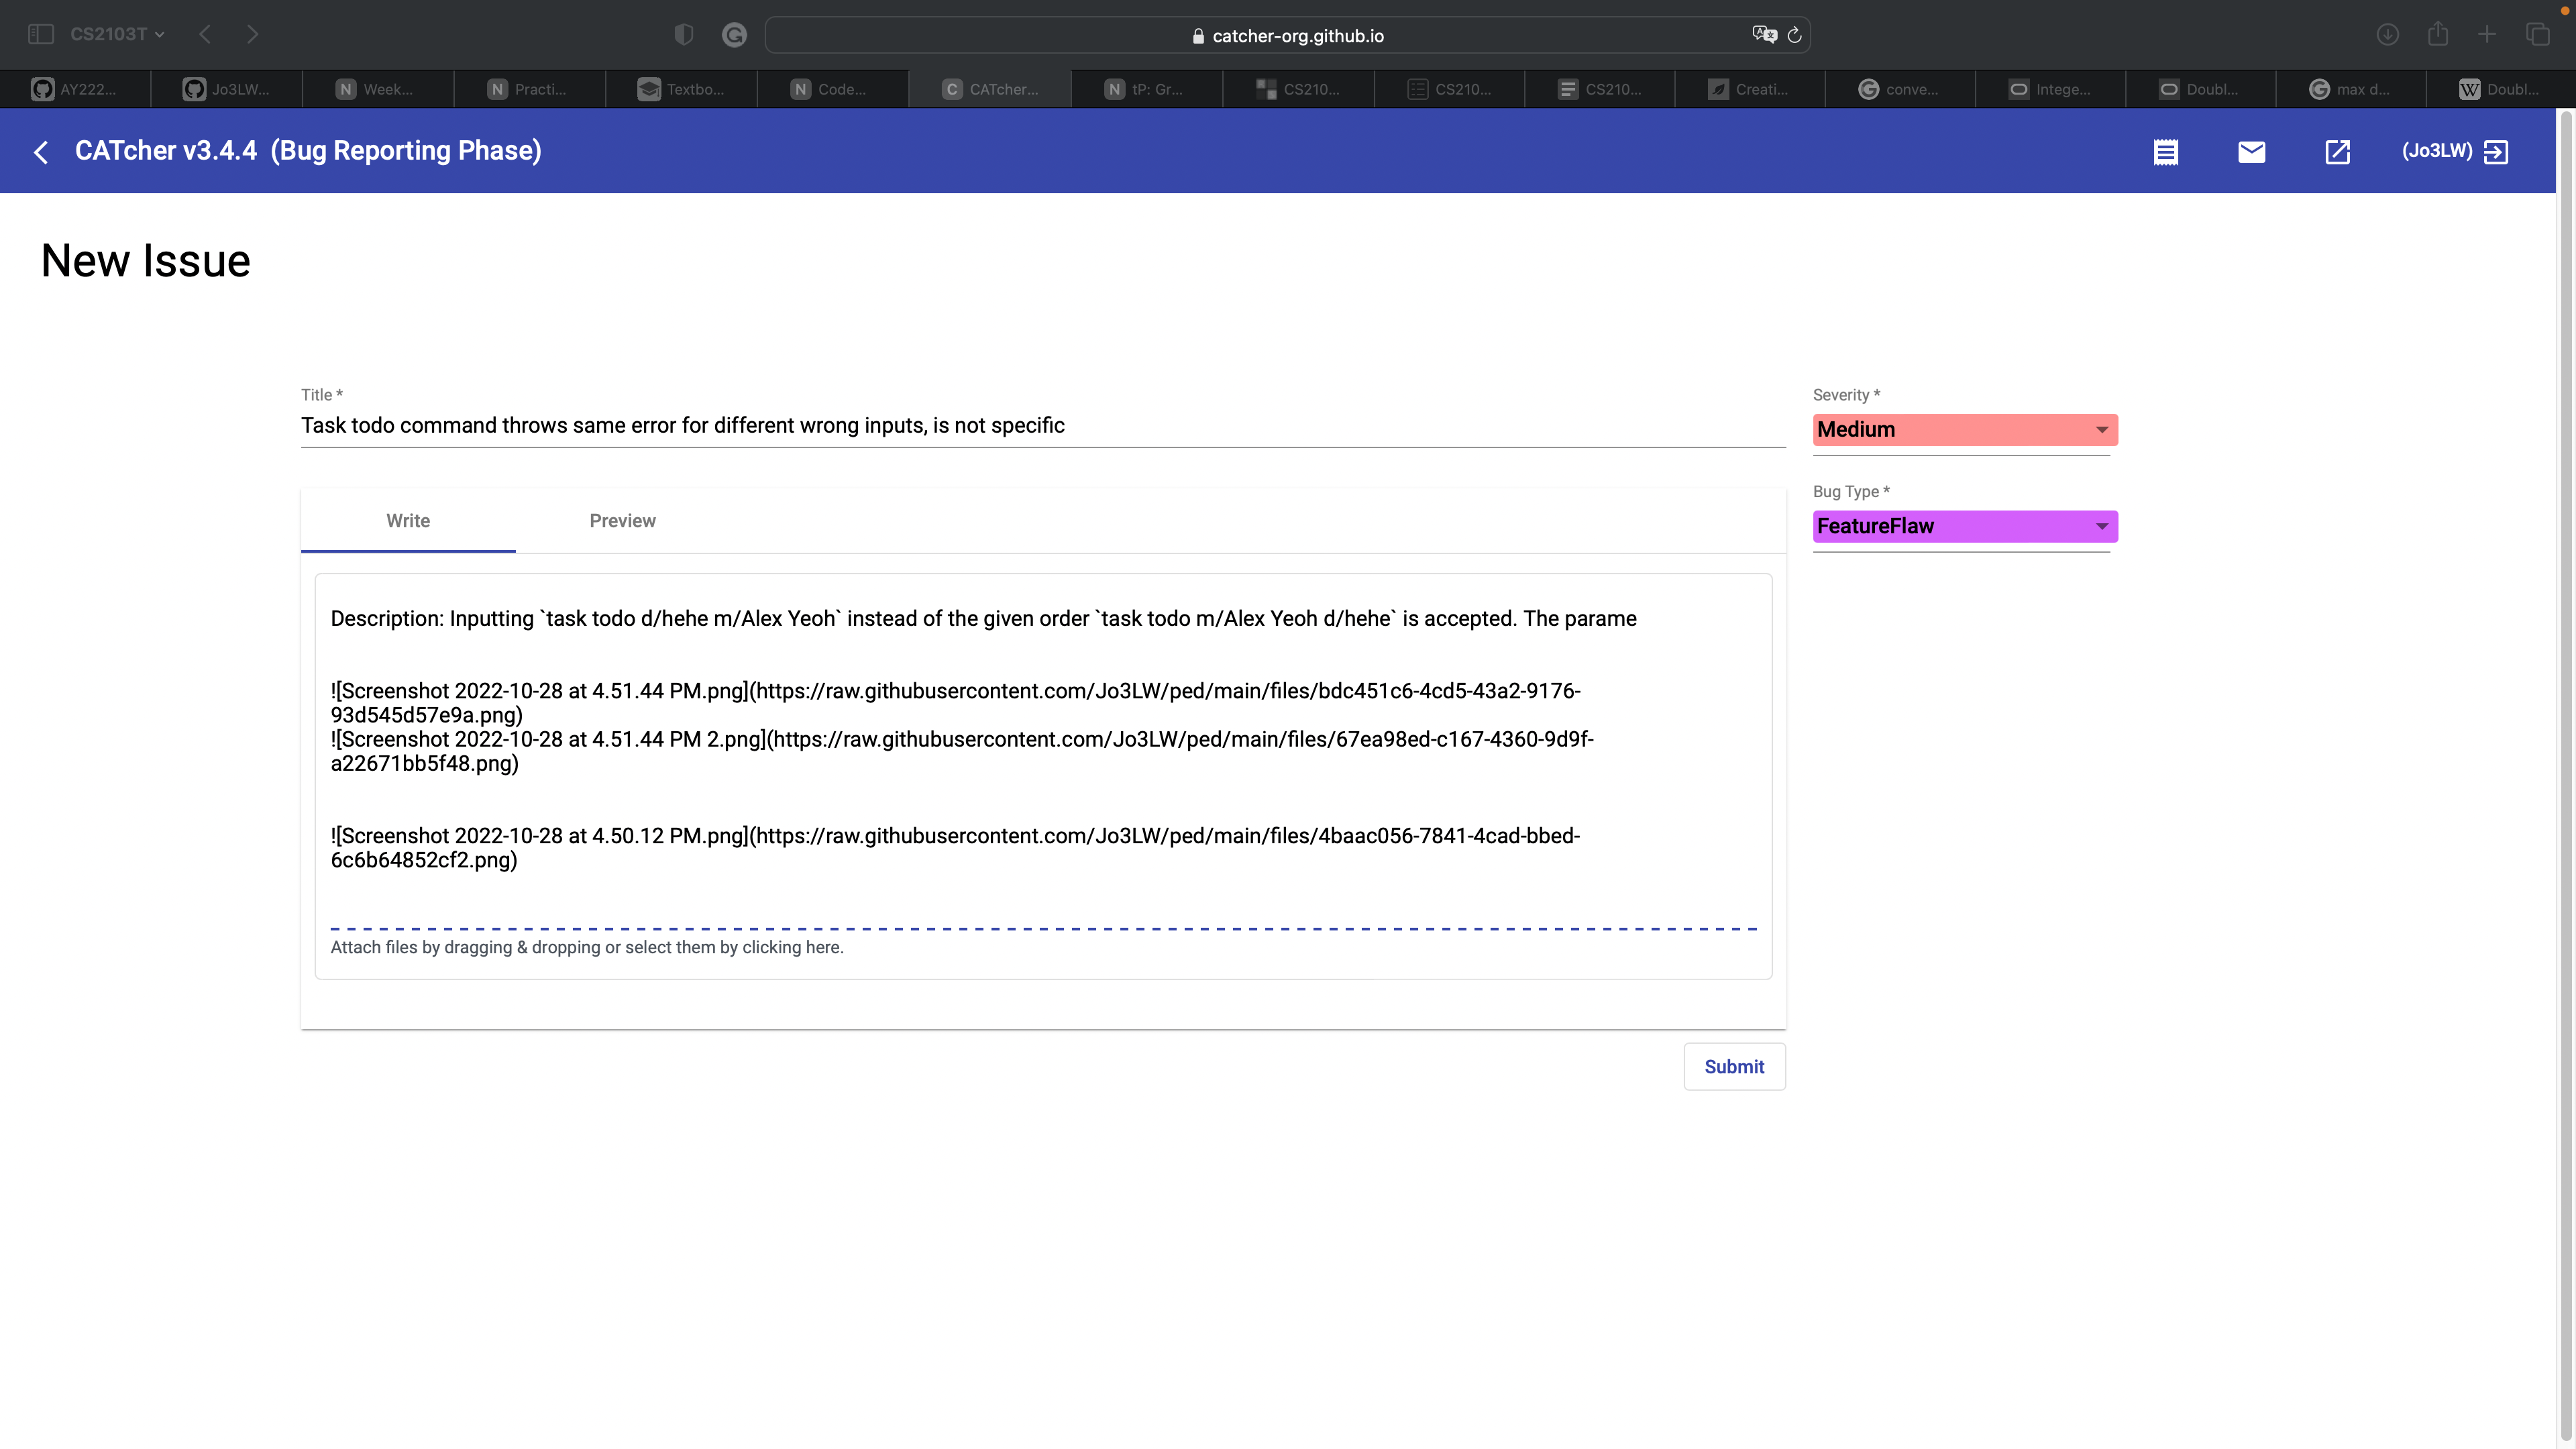 CS2103T
catcher-org.github.io
AY222...
Jo3LW...
Week...
Practi...
Textbo...
Code...
CATcher...
tP: Gr...
CS210...
CS210...
CS210...
Creati...
conve...
Intege...
Doubl...
max d...
Doubl...
CATcher v3.4.4 (Bug Reporting Phase)
(Jo3LW)
New Issue
Title *
Task todo command throws same error for different wrong inputs, is not specific
Severity *
Medium
Bug Type *
FeatureFlaw
Write
Preview
Description: Inputting `task todo d/hehe m/Alex Yeoh` instead of the given order `task todo m/Alex Yeoh d/hehe` is accepted. The parame
![Screenshot 2022-10-28 at 4.51.44 PM.png](https://raw.githubusercontent.com/Jo3LW/ped/main/files/bdc451c6-4cd5-43a2-9176-
93d545d57e9a.png)
![Screenshot 2022-10-28 at 4.51.44 PM 2.png](https://raw.githubusercontent.com/Jo3LW/ped/main/files/67ea98ed-c167-4360-9d9f-
a22671bb5f48.png)
![Screenshot 2022-10-28 at 4.50.12 PM.png](https://raw.githubusercontent.com/Jo3LW/ped/main/files/4baac056-7841-4cad-bbed-
6c6b64852cf2.png)
Attach files by dragging & dropping or select them by clicking here.
Submit